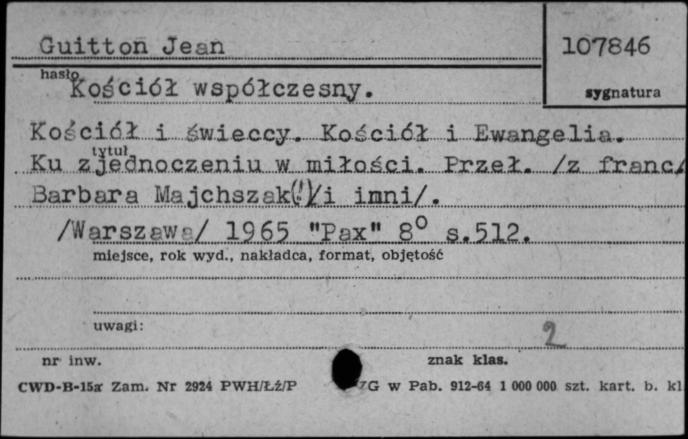 Guitton Jean
107846
hasło
sygnatura
Kościół współczesny.
Kościół i świeccy. Kościół i Ewangelia.
tytuł
Ku zjednoczeniu w miłości. Przeł. /z franc/
Barbara Majchszak(!)/i inni/.
/Warszawa/ 1965 "Pax" 8° s.512.
miejsce, rok wyd., nakładca, format, objętość
uwagi:
2
nr inw.
znak klas.
CWD-B-15a Zam. Nr 2924 PWH/Łź/P ZG w Pab. 912-64 1 000 000 szt. kart. b. kl